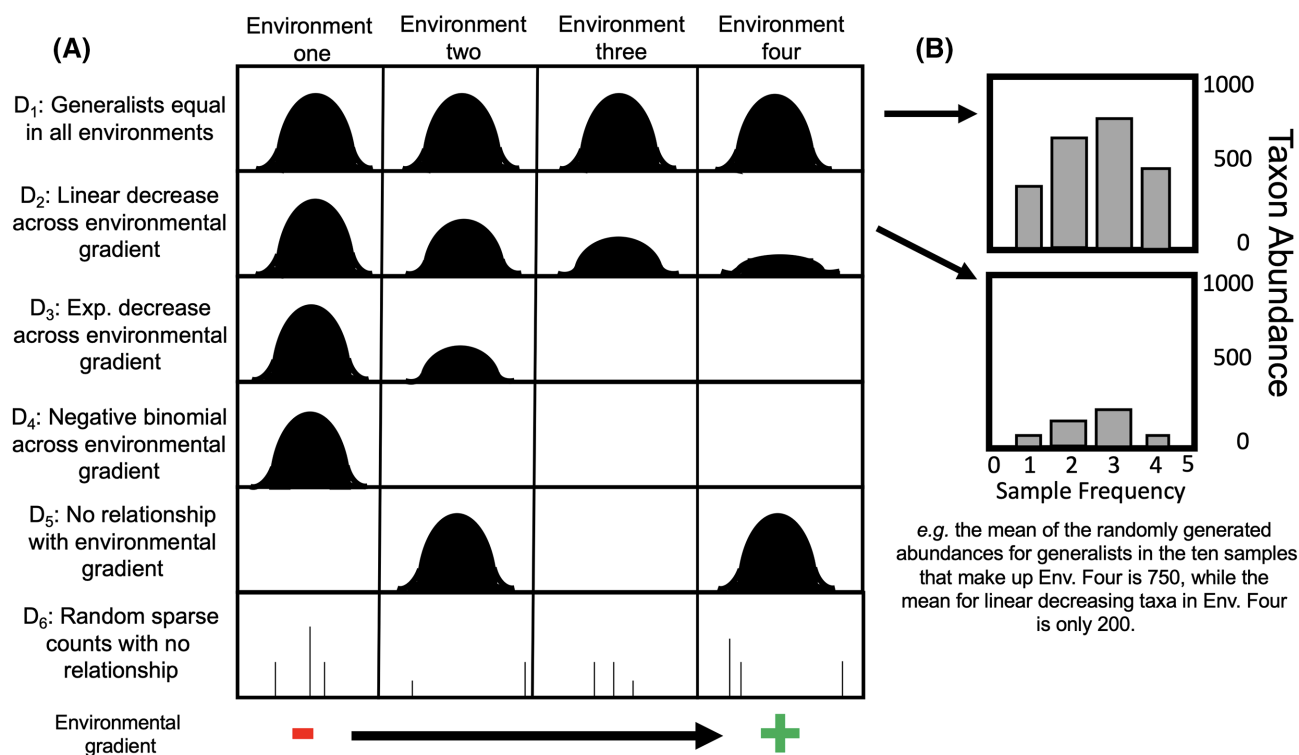 (A)
Environment
one
Environment
two
Environment
three
Environment
four
D₁: Generalists equal
in all environments
D₂: Linear decrease
across environmental
gradient
D₃: Exp. decrease
across environmental
gradient
D₄: Negative binomial
across environmental
gradient
D₅: No relationship
with environmental
gradient
D₆: Random sparse
counts with no
relationship
Environmental
gradient
-
+
(B)
1000
500
0
1000
500
0
Taxon Abundance
0 1 2 3 4 5
Sample Frequency
e.g. the mean of the randomly generated
abundances for generalists in the ten samples
that make up Env. Four is 750, while the
mean for linear decreasing taxa in Env. Four
is only 200.